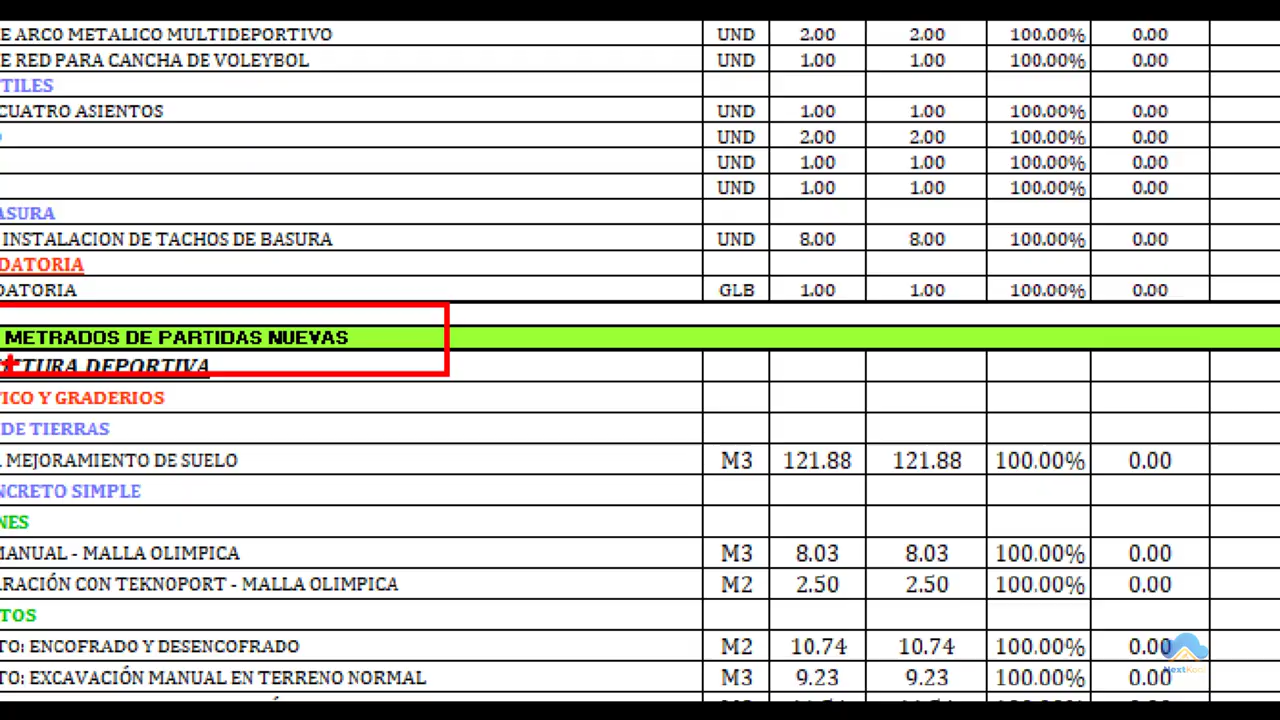 E ARCO METALICO MULTIDEPORTIVO UND 2.00 2.00 100.00% 0.00
E RED PARA CANCHA DE VOLEYBOL UND 1.00 1.00 100.00% 0.00
TILES
CUATRO ASIENTOS UND 1.00 1.00 100.00% 0.00
UND 2.00 2.00 100.00% 0.00
UND 1.00 1.00 100.00% 0.00
UND 1.00 1.00 100.00% 0.00
ASURA
INSTALACION DE TACHOS DE BASURA UND 8.00 8.00 100.00% 0.00
DATORIA
DATORIA GLB 1.00 1.00 100.00% 0.00
METRADOS DE PARTIDAS NUEVAS
TURA DEPORTIVA
ICO Y GRADERIOS
DE TIERRAS
MEJORAMIENTO DE SUELO M3 121.88 121.88 100.00% 0.00
NCRETO SIMPLE
NES
MANUAL - MALLA OLIMPICA M3 8.03 8.03 100.00% 0.00
RACIÓN CON TEKNOPORT - MALLA OLIMPICA M2 2.50 2.50 100.00% 0.00
TOS
TO: ENCOFRADO Y DESENCOFRADO M2 10.74 10.74 100.00% 0.00
TO: EXCAVACIÓN MANUAL EN TERRENO NORMAL M3 9.23 9.23 100.00% 0.00